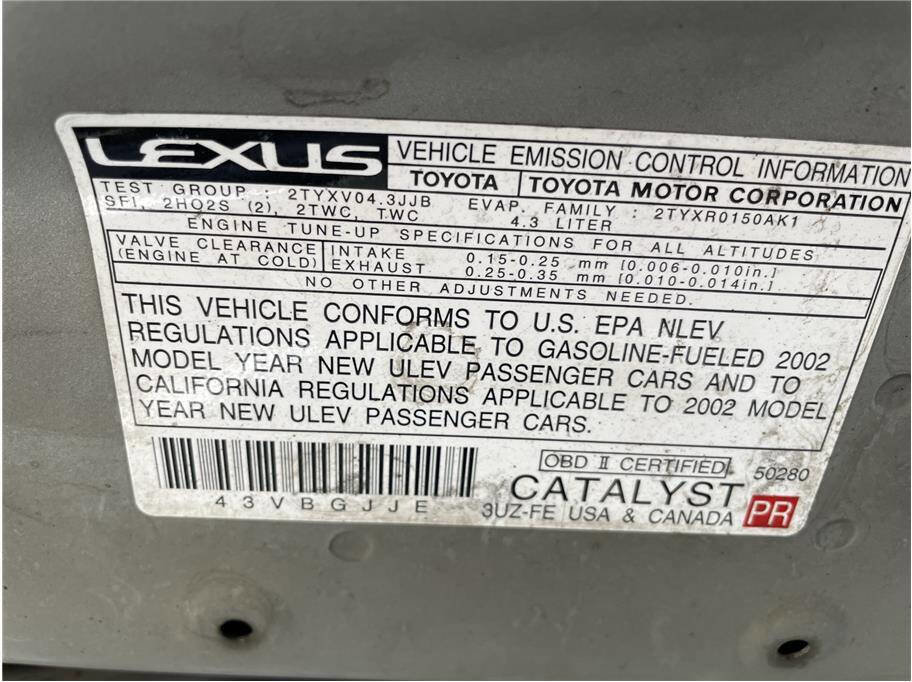 LEXUS VEHICLE EMISSION CONTROL INFORMATION
TOYOTA TOYOTA MOTOR CORPORATION
TEST GROUP : 2TYXV04.3JJB EVAP. FAMILY : 2TYXR0150AK1
SFI, 2HO2S (2), 2TWC, TWC 4.3 LITER
ENGINE TUNE-UP SPECIFICATIONS FOR ALL ALTITUDES
VALVE CLEARANCE INTAKE 0.15-0.25 mm [0.006-0.010in.]
(ENGINE AT COLD) EXHAUST 0.25-0.35 mm [0.010-0.014in.]
NO OTHER ADJUSTMENTS NEEDED.
THIS VEHICLE CONFORMS TO U.S. EPA NLEV
REGULATIONS APPLICABLE TO GASOLINE-FUELED 2002
MODEL YEAR NEW ULEV PASSENGER CARS AND TO
CALIFORNIA REGULATIONS APPLICABLE TO 2002 MODEL
YEAR NEW ULEV PASSENGER CARS.
OBD II CERTIFIED 50280
43VBGJJE CATALYST PR
3UZ-FE USA & CANADA